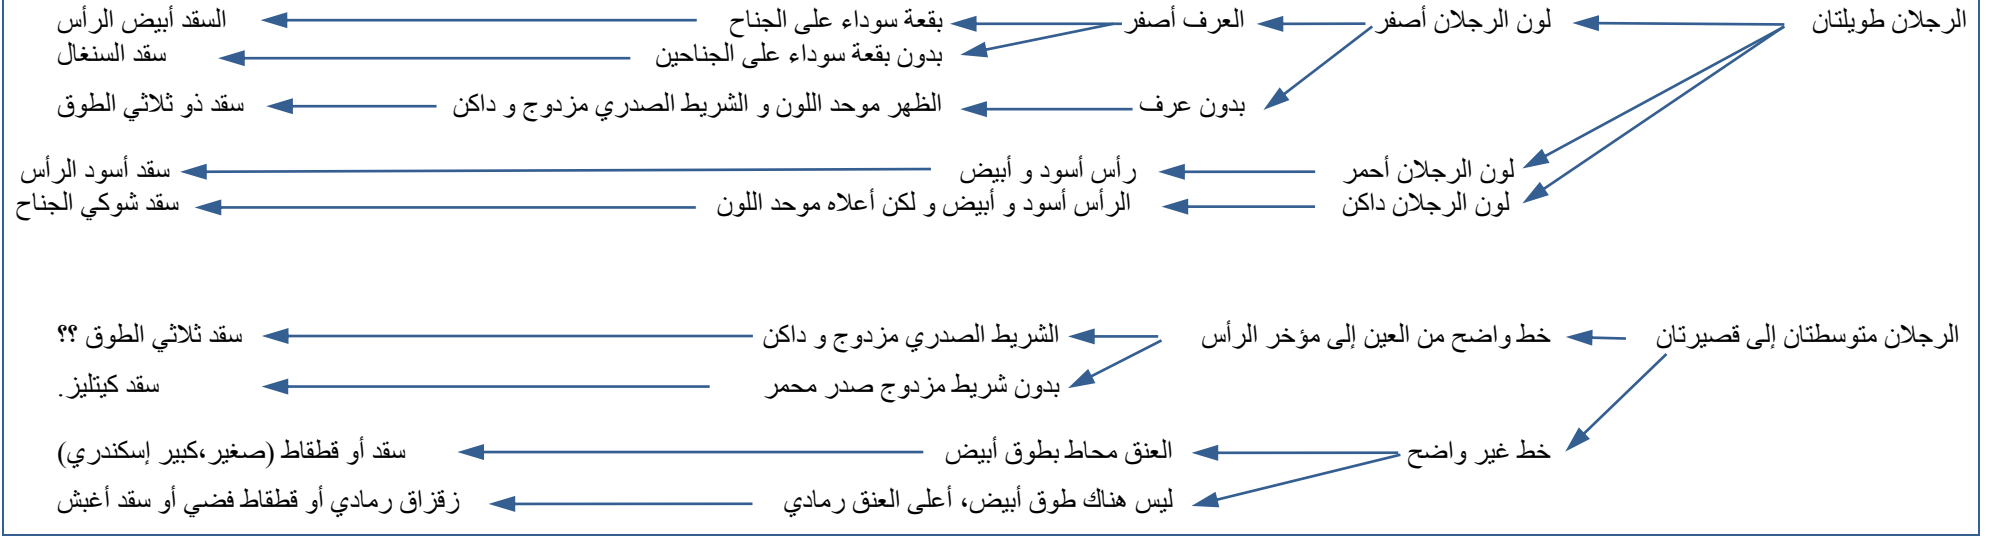 الرجلان طويلتان لون الرجلان أصفر العرف أصفر بقعة سوداء على الجناح السقد أبيض الرأس
بدون بقعة سوداء على الجناحين سقد السنغال
بدون عرف الظهر موحد اللون و الشريط الصدري مزدوج و داكن سقد ذو ثلاثي الطوق
لون الرجلان أحمر رأس أسود و أبيض سقد أسود الرأس
لون الرجلان داكن الرأس أسود و أبيض و لكن أعلاه موحد اللون سقد شوكي الجناح
الرجلان متوسطتان إلى قصيرتان خط واضح من العين إلى مؤخر الرأس الشريط الصدري مزدوج و داكن سقد ثلاثي الطوق ؟؟
بدون شريط مزدوج صدر محمر سقد كيتليز.
خط غير واضح العنق محاط بطوق أبيض سقد أو قطقاط (صغير،كبير إسكندري)
ليس هناك طوق أبيض، أعلى العنق رمادي زقزاق رمادي أو قطقاط فضي أو سقد أغبش